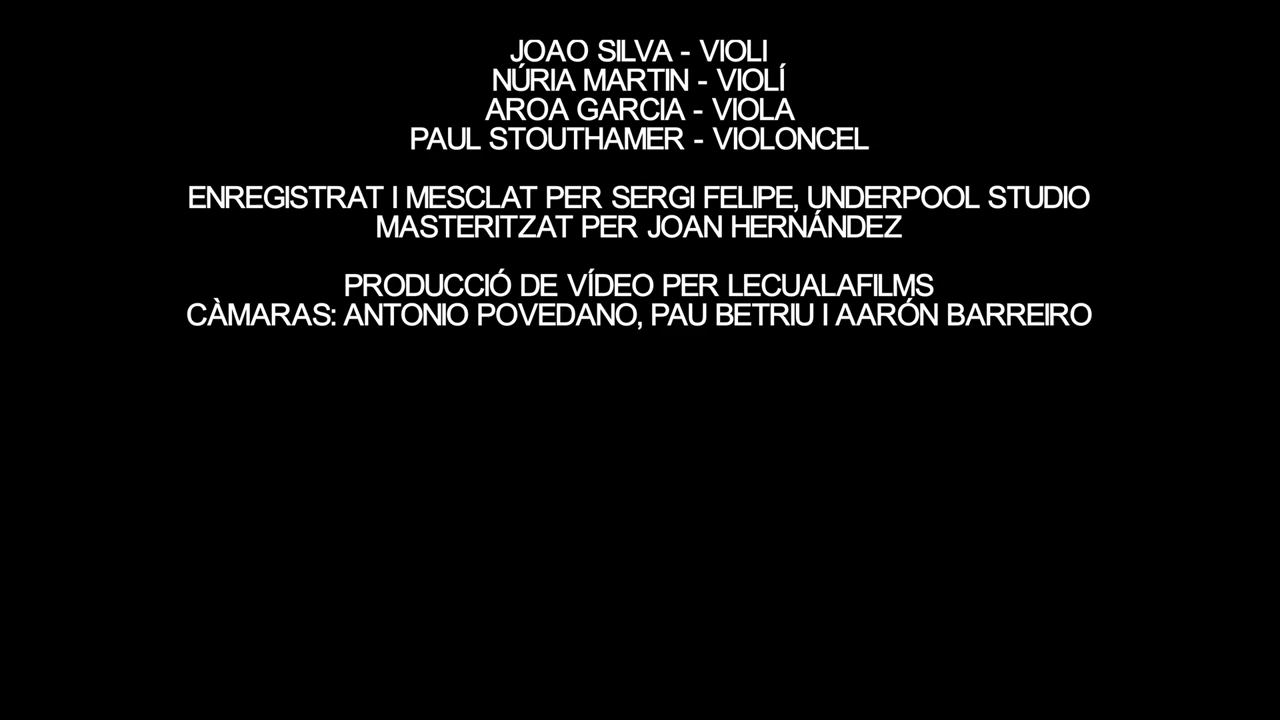 JOAO SILVA - VIOLI
NÚRIA MARTIN - VIOLÍ
AROA GARCIA - VIOLA
PAUL STOUTHAMER - VIOLONCEL
ENREGISTRAT I MESCLAT PER SERGI FELIPE, UNDERPOOL STUDIO
MASTERITZAT PER JOAN HERNÁNDEZ
PRODUCCIÓ DE VÍDEO PER LECUALAFILMS
CÀMARAS: ANTONIO POVEDANO, PAU BETRIU I AARÓN BARREIRO